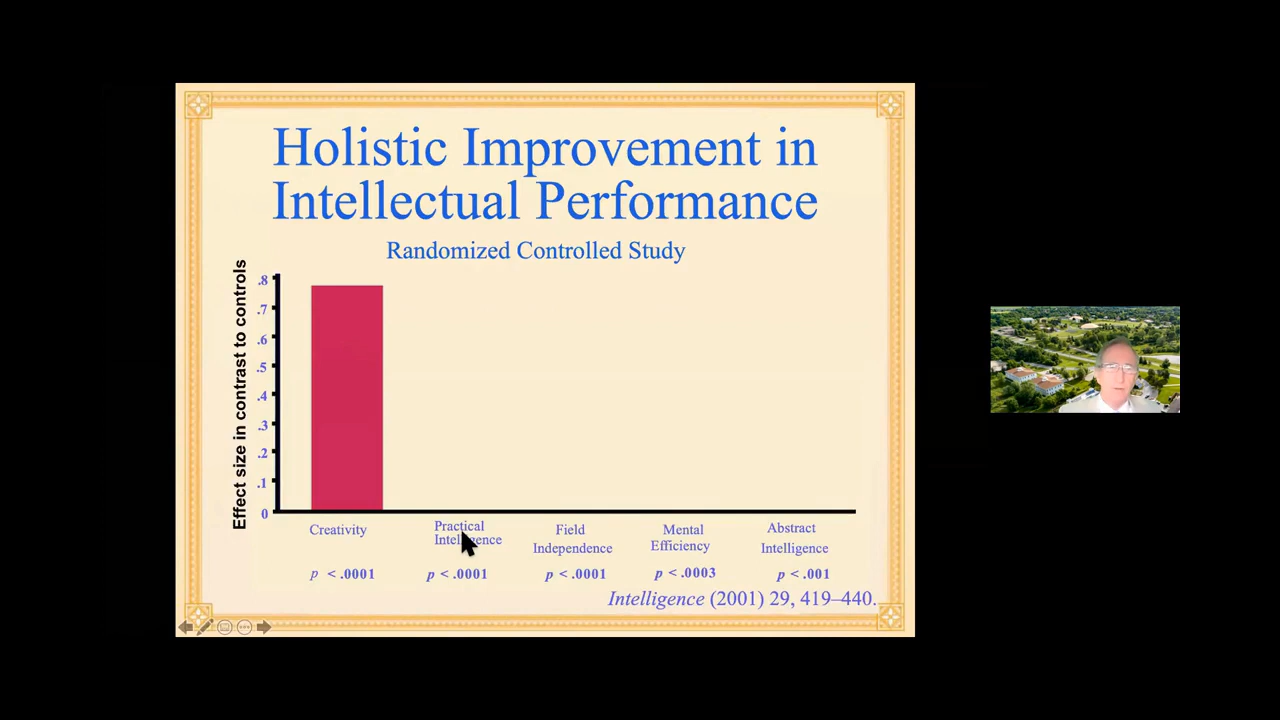 Holistic Improvement in
Intellectual Performance
Randomized Controlled Study
Effect size in contrast to controls
.8
.7
.6
.5
.4
.3
.2
.1
0
Creativity
Practical
Intelligence
Field
Independence
Mental
Efficiency
Abstract
Intelligence
p < .0001
p < .0001
p < .0001
p < .0003
p < .001
Intelligence (2001) 29, 419–440.